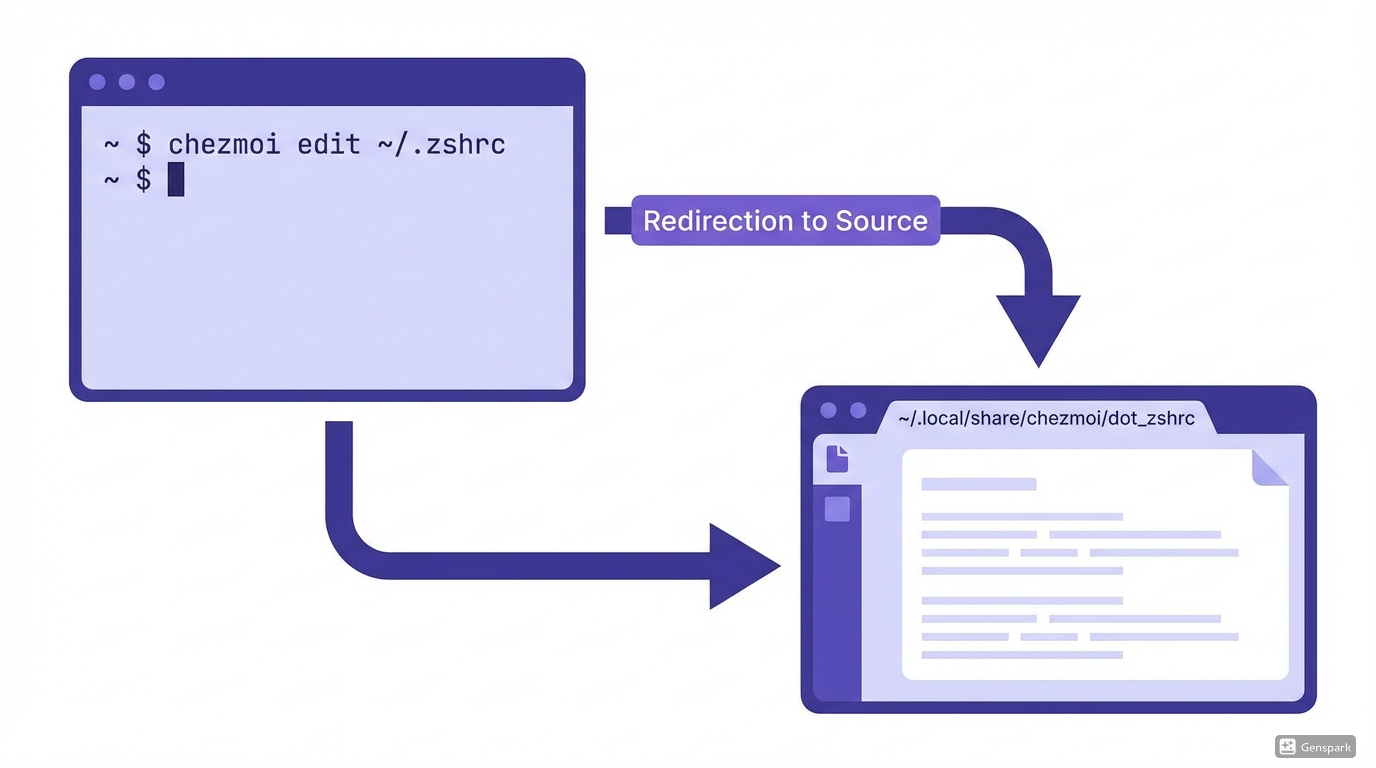 ~ $ chezmoi edit ~/.zshrc
~ $
Redirection to Source
~/.local/share/chezmoi/dot_zshrc
Genspark